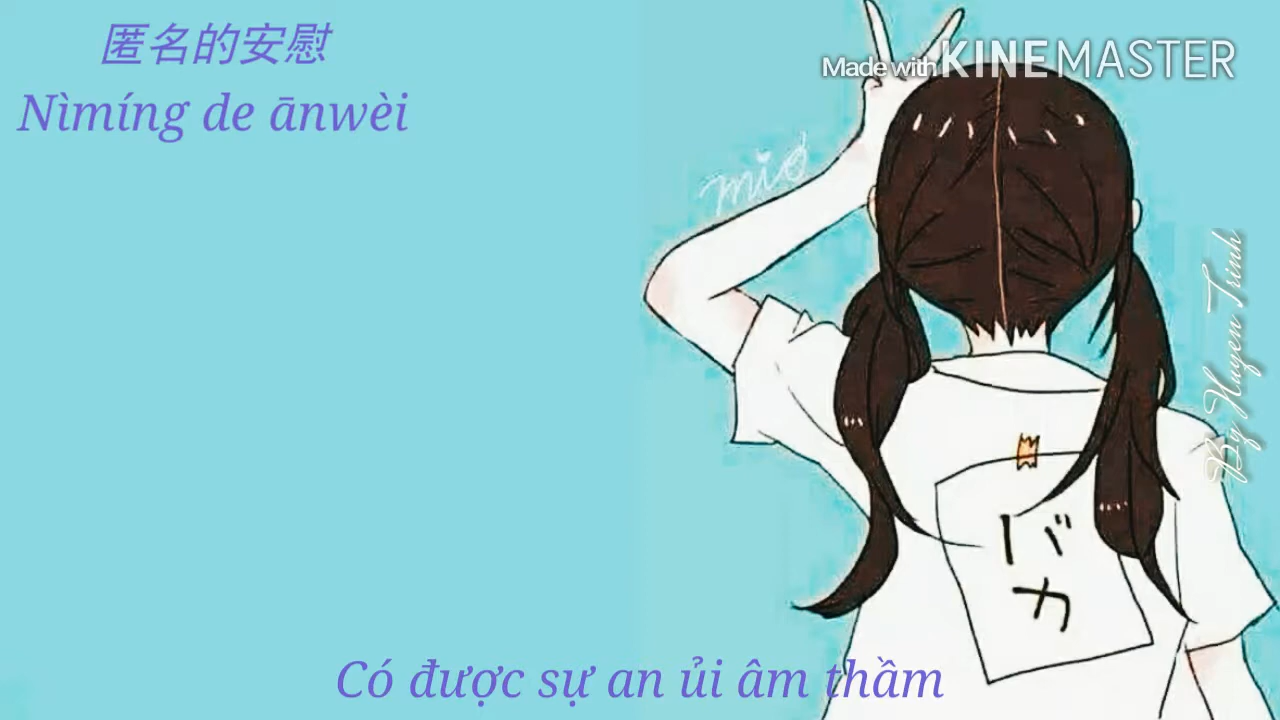 匿名的安慰
Nìmíng de ānwèi
Made with KINEMASTER
mio
By Huyen Trinh
バカ
Có được sự an ủi âm thầm